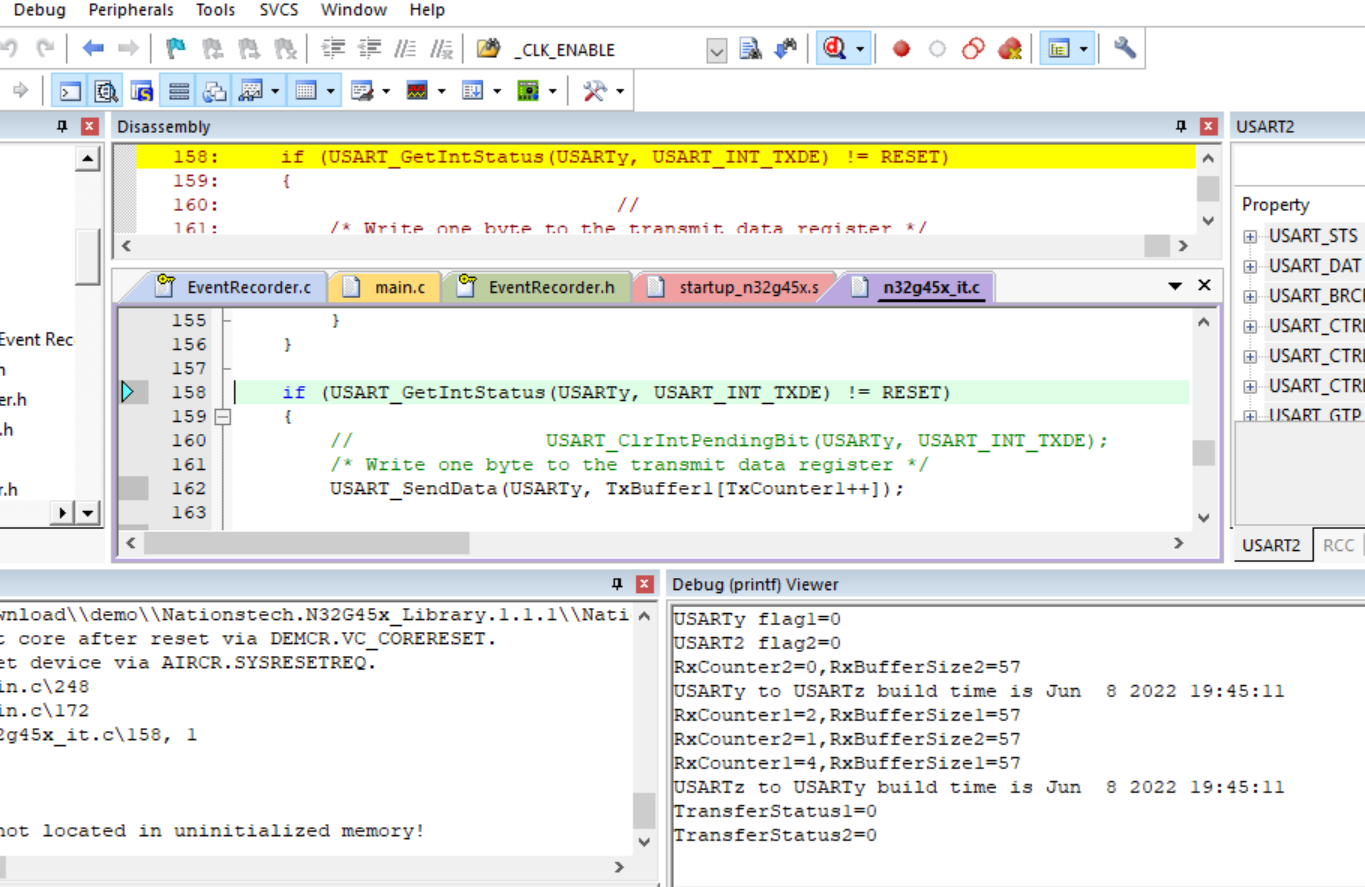 Debug Peripherals Tools SVCS Window Help
_CLK_ENABLE
Disassembly
158: if (USART_GetIntStatus(USARTy, USART_INT_TXDE) != RESET)
159: {
160: //
161: /* Write one byte to the transmit data register */
EventRecorder.c main.c EventRecorder.h startup_n32g45x.s n32g45x_it.c
155 }
156 }
157
158 if (USART_GetIntStatus(USARTy, USART_INT_TXDE) != RESET)
159 {
160 // USART_ClrIntPendingBit(USARTy, USART_INT_TXDE);
161 /* Write one byte to the transmit data register */
162 USART_SendData(USARTy, TxBuffer1[TxCounter1++]);
163
Event Rec
er.h
.h
r.h
USART2
Property
USART_STS
USART_DAT
USART_BRC
USART_CTR
USART_CTR
USART_CTR
USART_GTP
USART2 RCC
wnload\\demo\\Nationstech.N32G45x_Library.1.1.1\\Nati
t core after reset via DEMCR.VC_CORERESET.
et device via AIRCR.SYSRESETREQ.
in.c\248
in.c\172
2g45x_it.c\158, 1
not located in uninitialized memory!
Debug (printf) Viewer
USARTy flag1=0
USART2 flag2=0
RxCounter2=0,RxBufferSize2=57
USARTy to USARTz build time is Jun  8 2022 19:45:11
RxCounter1=2,RxBufferSize1=57
RxCounter2=1,RxBufferSize2=57
RxCounter1=4,RxBufferSize1=57
USARTz to USARTy build time is Jun  8 2022 19:45:11
TransferStatus1=0
TransferStatus2=0